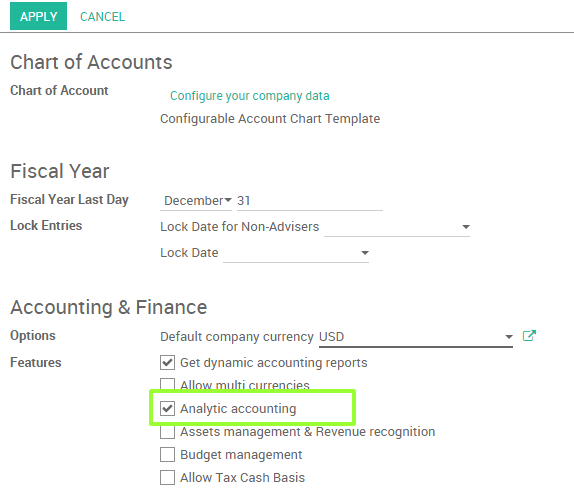 APPLY CANCEL
Chart of Accounts
Chart of Account Configure your company data
Configurable Account Chart Template
Fiscal Year
Fiscal Year Last Day December 31
Lock Entries Lock Date for Non-Advisers
Lock Date
Accounting & Finance
Options Default company currency USD
Features Get dynamic accounting reports
Allow multi currencies
Analytic accounting
Assets management & Revenue recognition
Budget management
Allow Tax Cash Basis